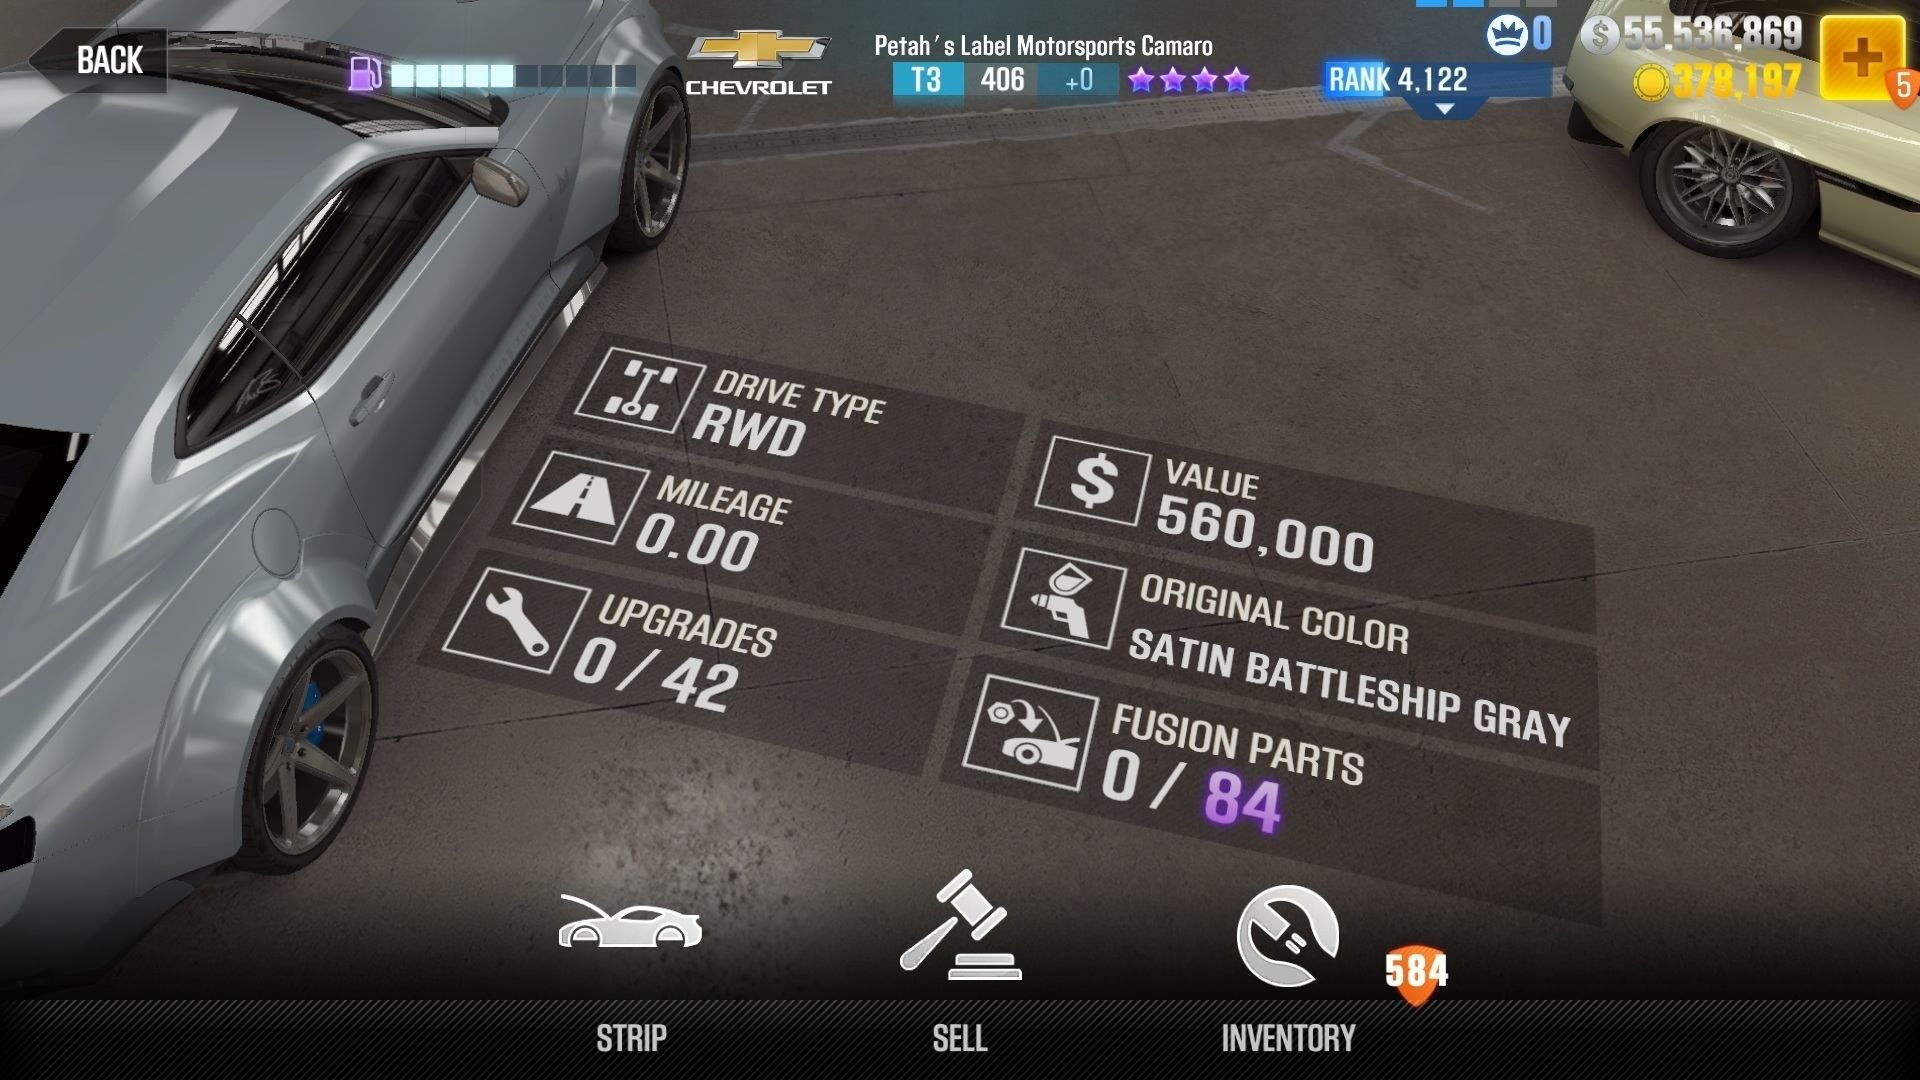 BACK
CHEVROLET
Petah's Label Motorsports Camaro
T3 406 +0
RANK 4,122
0
$ 55,536,869
378,197
5
DRIVE TYPE
RWD
MILEAGE
0.00
UPGRADES
0 / 42
$ VALUE
560,000
ORIGINAL COLOR
SATIN BATTLESHIP GRAY
FUSION PARTS
0 / 84
STRIP
SELL
INVENTORY
584